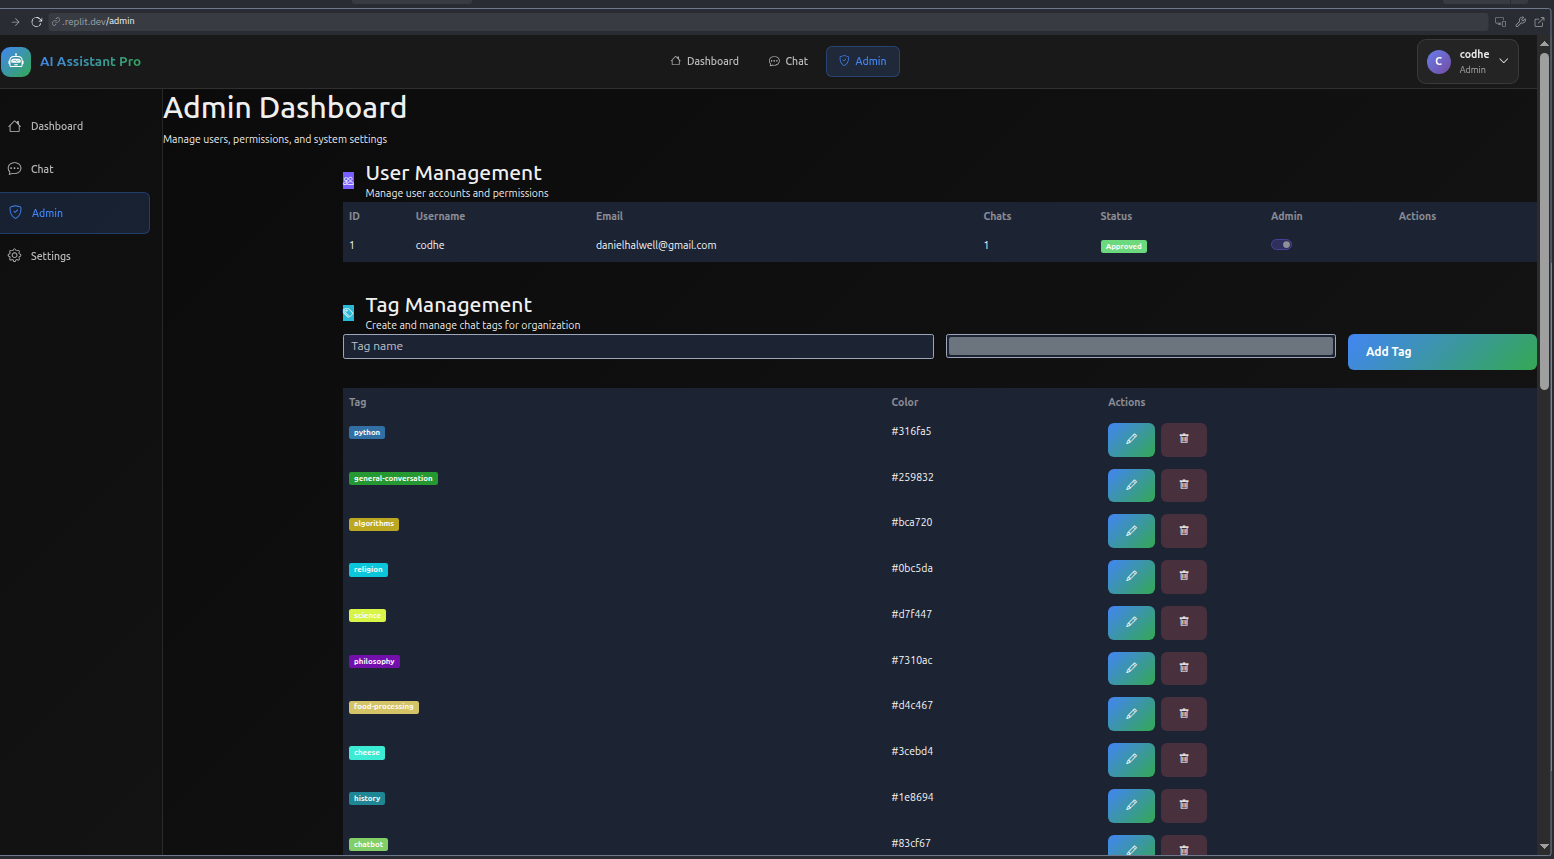 .replit.dev/admin
AI Assistant Pro
Dashboard
Chat
Admin
C
codhe
Admin
Dashboard
Chat
Admin
Settings
Admin Dashboard
Manage users, permissions, and system settings
User Management
Manage user accounts and permissions
ID Username Email Chats Status Admin Actions
1 codhe danielhalwell@gmail.com 1 Approved
Tag Management
Create and manage chat tags for organization
Tag name
Add Tag
Tag Color Actions
python #316fa5
general-conversation #259832
algorithms #bca720
religion #0bc5da
science #d7f447
philosophy #7310ac
food-processing #d4c467
cheese #3cebd4
history #1e8694
chatbot #83cf67